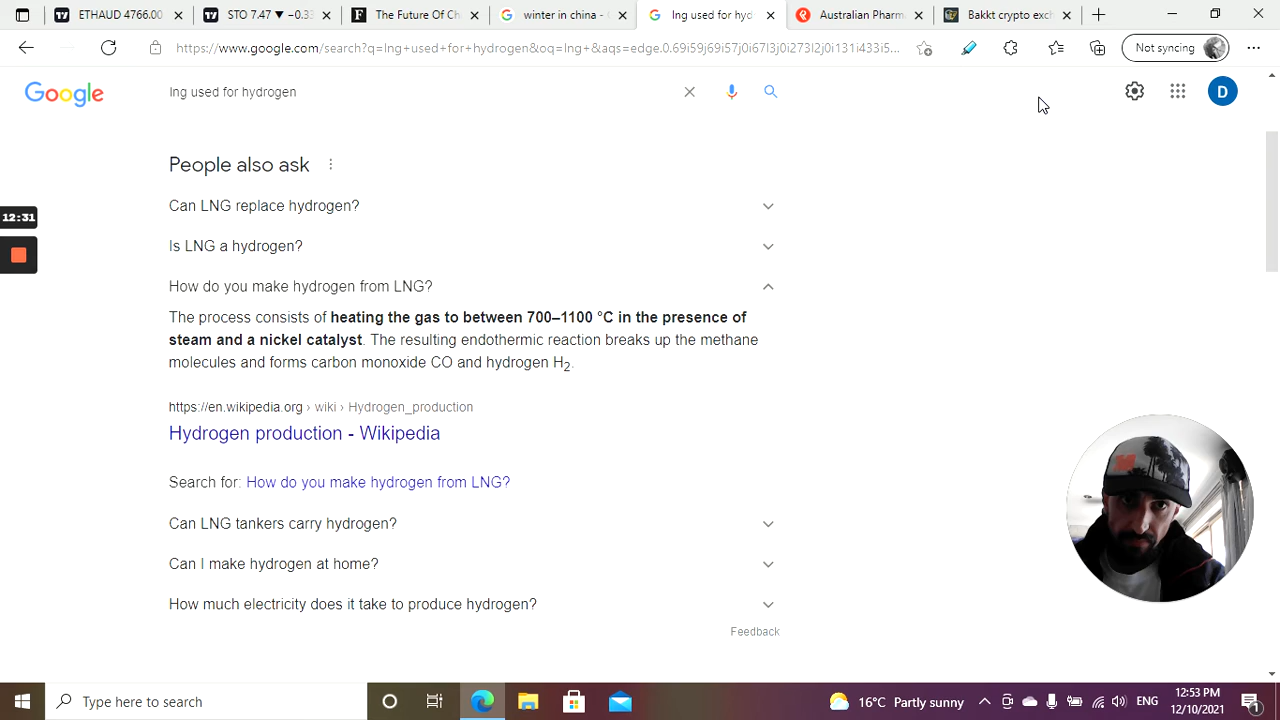 ETHAUD 4766.00
STO 7.47 ▼ −0.33
The Future Of Ch
winter in china - G
lng used for hyd
Australian Pharm
Bakkt crypto exch
https://www.google.com/search?q=lng+used+for+hydrogen&oq=lng+&aqs=edge.0.69i59j69i57j0i67l3j0i273l2j0i131i433i5...
Not syncing
Google
lng used for hydrogen
D
People also ask
Can LNG replace hydrogen?
12:31
Is LNG a hydrogen?
How do you make hydrogen from LNG?
The process consists of heating the gas to between 700–1100 °C in the presence of
steam and a nickel catalyst. The resulting endothermic reaction breaks up the methane
molecules and forms carbon monoxide CO and hydrogen H2.
https://en.wikipedia.org › wiki › Hydrogen_production
Hydrogen production - Wikipedia
Search for: How do you make hydrogen from LNG?
Can LNG tankers carry hydrogen?
Can I make hydrogen at home?
How much electricity does it take to produce hydrogen?
Feedback
Type here to search
16°C Partly sunny
ENG
12:53 PM
12/10/2021
1